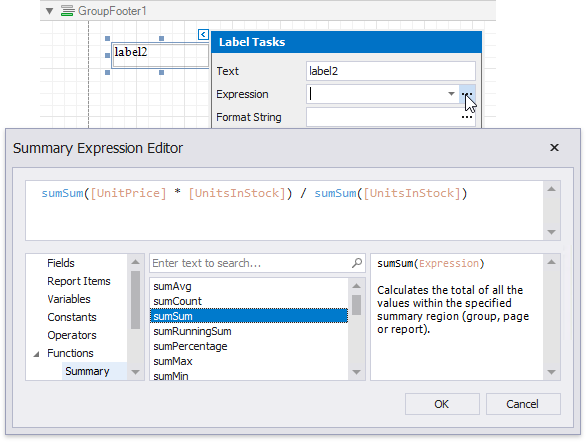 GroupFooter1
label2
Label Tasks
Text label2
Expression
Format String
Summary Expression Editor
sumSum([UnitPrice] * [UnitsInStock]) / sumSum([UnitsInStock])
Fields
Report Items
Variables
Constants
Operators
Functions
Summary
Enter text to search...
sumAvg
sumCount
sumSum
sumRunningSum
sumPercentage
sumMax
sumMin
sumSum(Expression)
Calculates the total of all the
values within the specified
summary region (group, page
or report).
OK Cancel